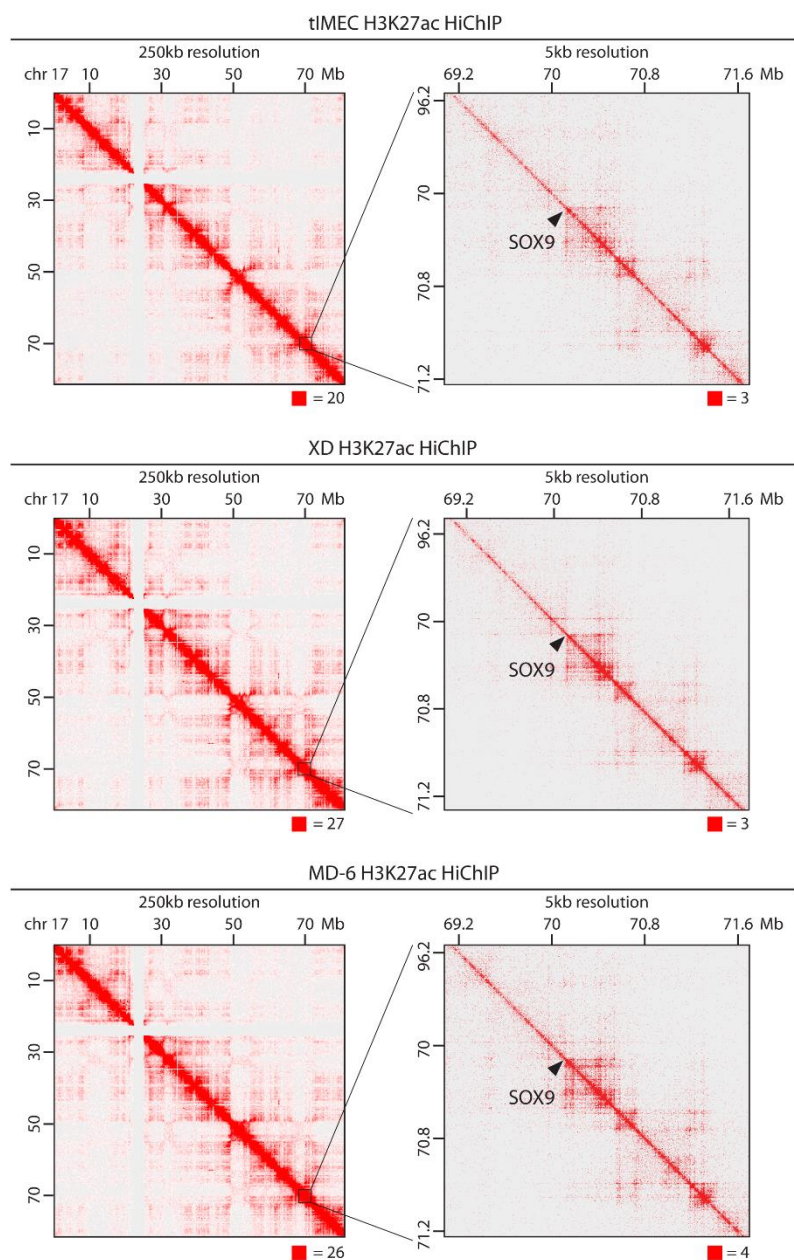 tIMEC H3K27ac HiChIP
250kb resolution
5kb resolution
chr 17 10 30 50 70 Mb
69.2 70 70.8 71.6 Mb
10
30
50
70
96.2
70
70.8
71.2
SOX9
= 20
= 3
XD H3K27ac HiChIP
250kb resolution
5kb resolution
chr 17 10 30 50 70 Mb
69.2 70 70.8 71.6 Mb
10
30
50
70
96.2
70
70.8
71.2
SOX9
= 27
= 3
MD-6 H3K27ac HiChIP
250kb resolution
5kb resolution
chr 17 10 30 50 70 Mb
69.2 70 70.8 71.6 Mb
10
30
50
70
96.2
70
70.8
71.2
SOX9
= 26
= 4